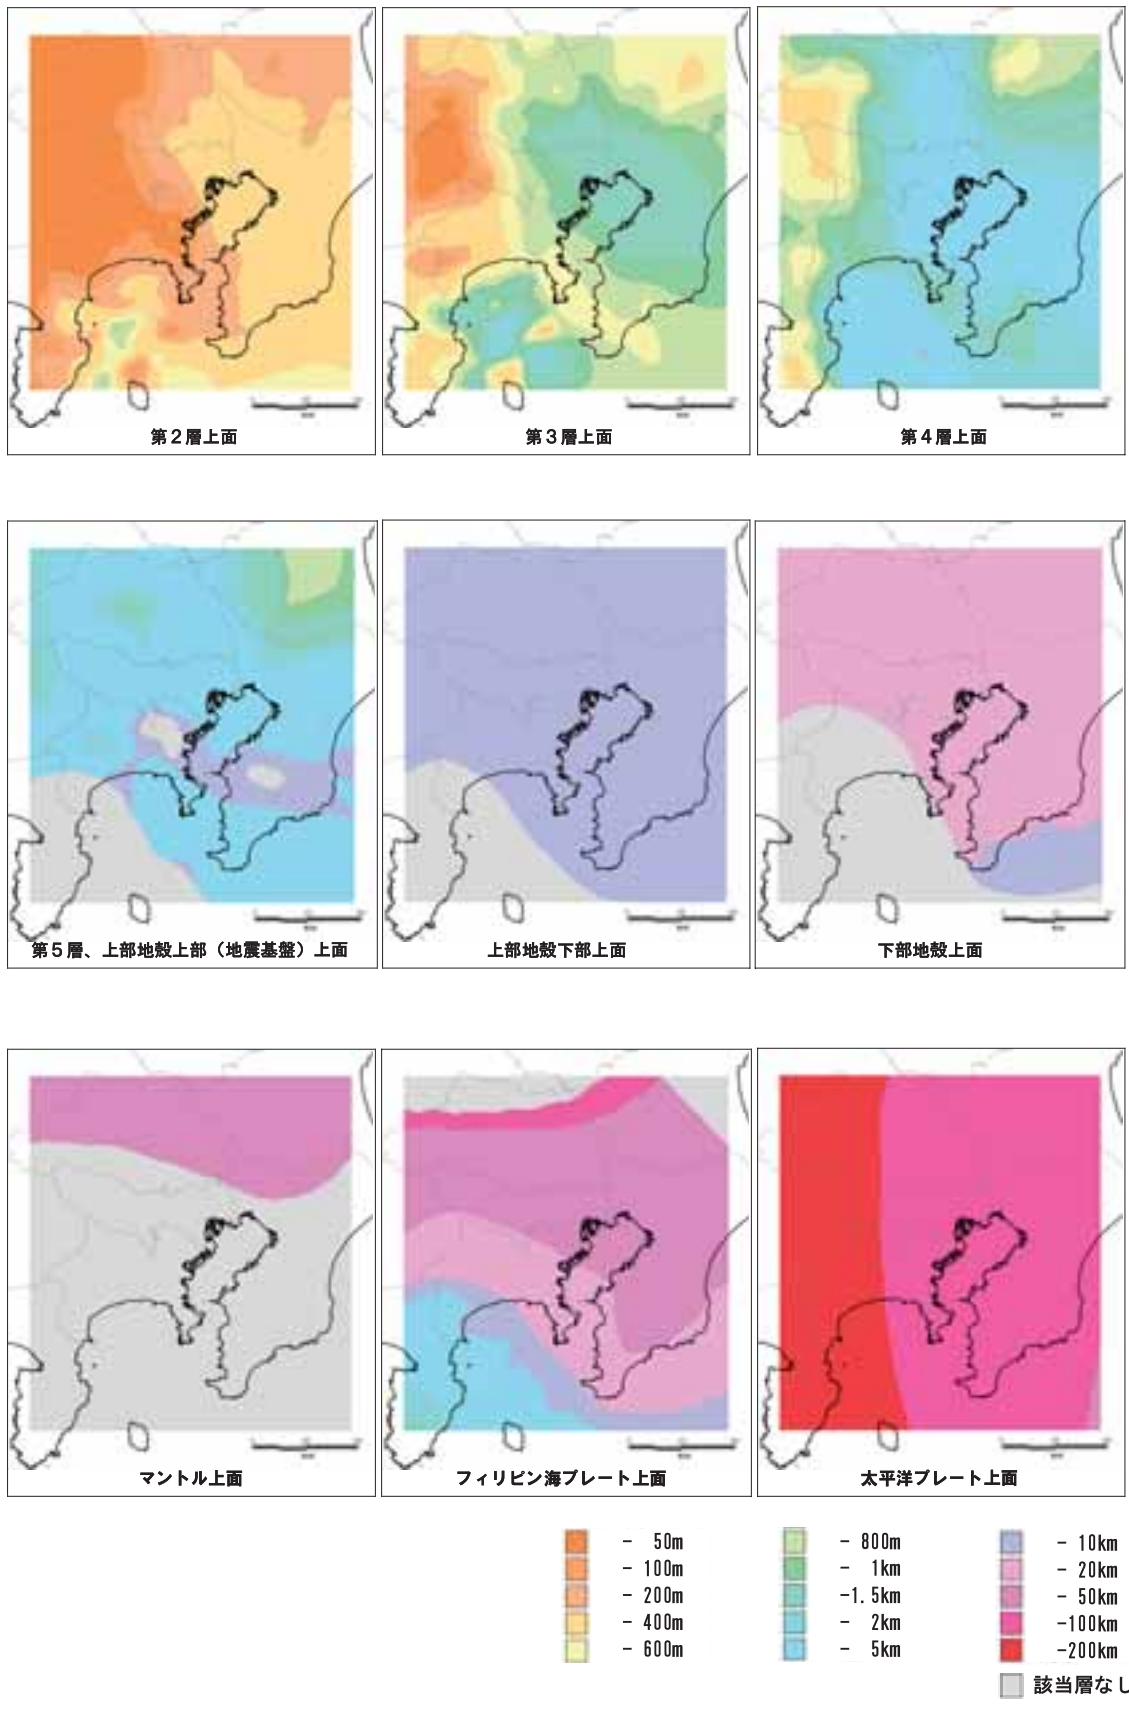 第２層上面
第３層上面
第４層上面
第５層、上部地殻上部（地震基盤）上面
上部地殻下部上面
下部地殻上面
マントル上面
フィリピン海プレート上面
太平洋プレート上面
- 50m
- 100m
- 200m
- 400m
- 600m
- 800m
- 1km
-1.5km
- 2km
- 5km
- 10km
- 20km
- 50km
-100km
-200km
該当層なし